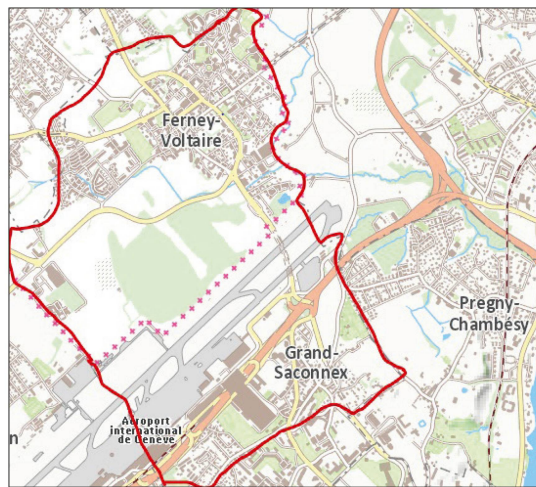 Ferney-
Voltaire
Pregny-
Chambésy
Grand-
Saconnex
n
Aéroport
international
de Genève